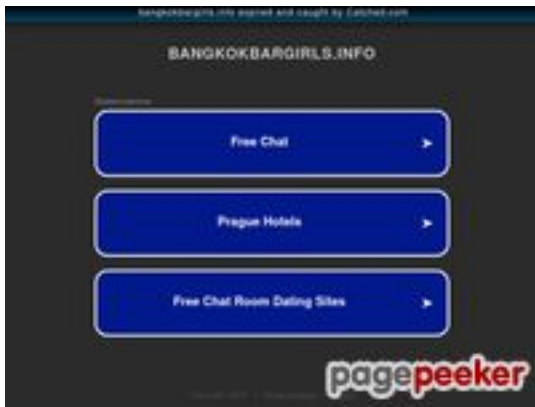 bangkokbargirls.info expired and caught by Catched.com
BANGKOKBARGIRLS.INFO
Free Chat
Prague Hotels
Free Chat Room Dating Sites
pagepeeker